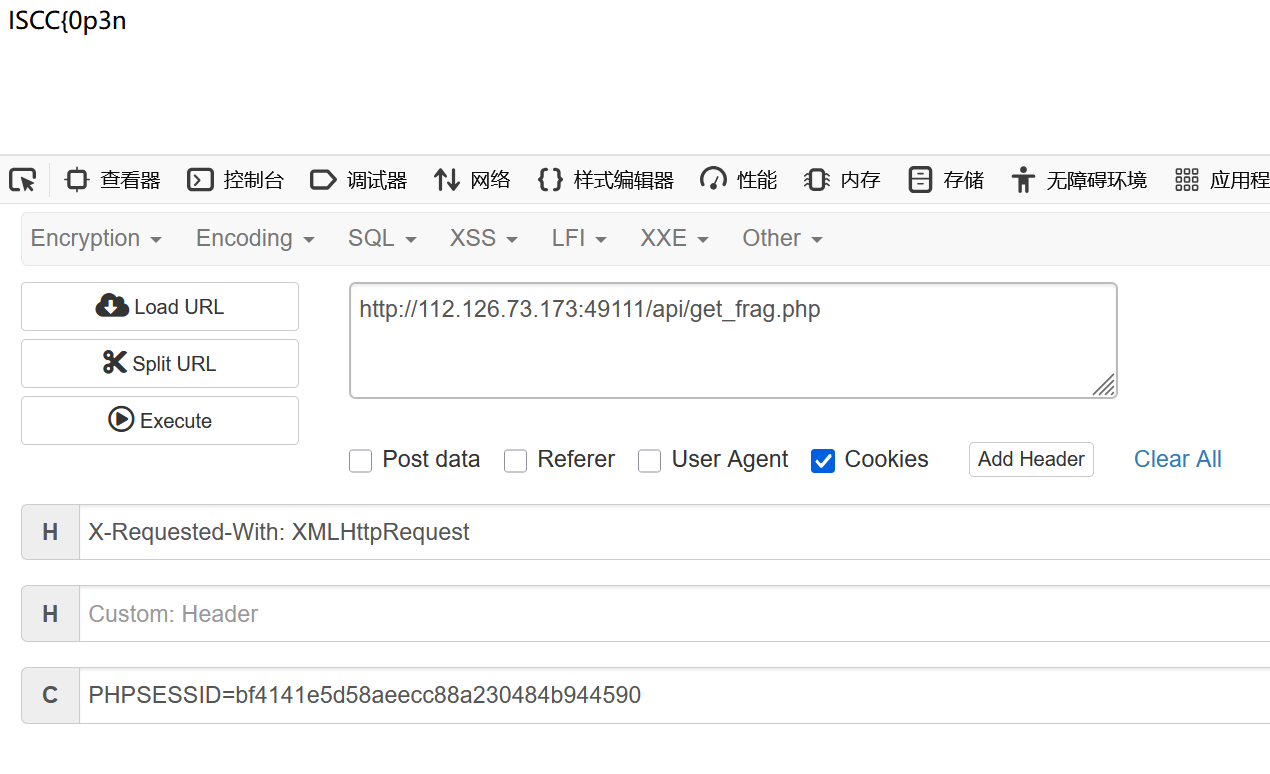 ISCC{0p3n
查看器 控制台 调试器 网络 {} 样式编辑器 性能 内存 存储 无障碍环境 应用程
Encryption Encoding SQL XSS LFI XXE Other
Load URL
http://112.126.73.173:49111/api/get_frag.php
Split URL
Execute
Post data Referer User Agent Cookies Add Header Clear All
H X-Requested-With: XMLHttpRequest
H Custom: Header
C PHPSESSID=bf4141e5d58aeecc88a230484b944590